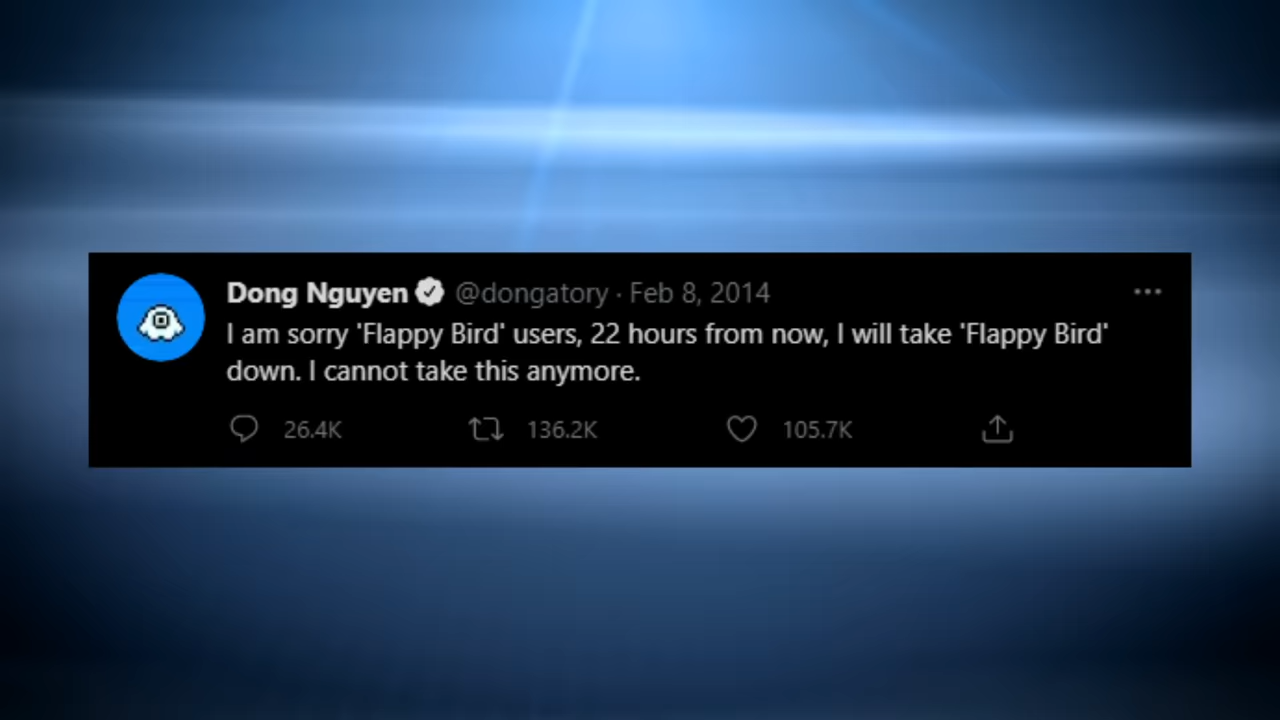 Dong Nguyen @dongatory · Feb 8, 2014
I am sorry 'Flappy Bird' users, 22 hours from now, I will take 'Flappy Bird'
down. I cannot take this anymore.
26.4K 136.2K 105.7K